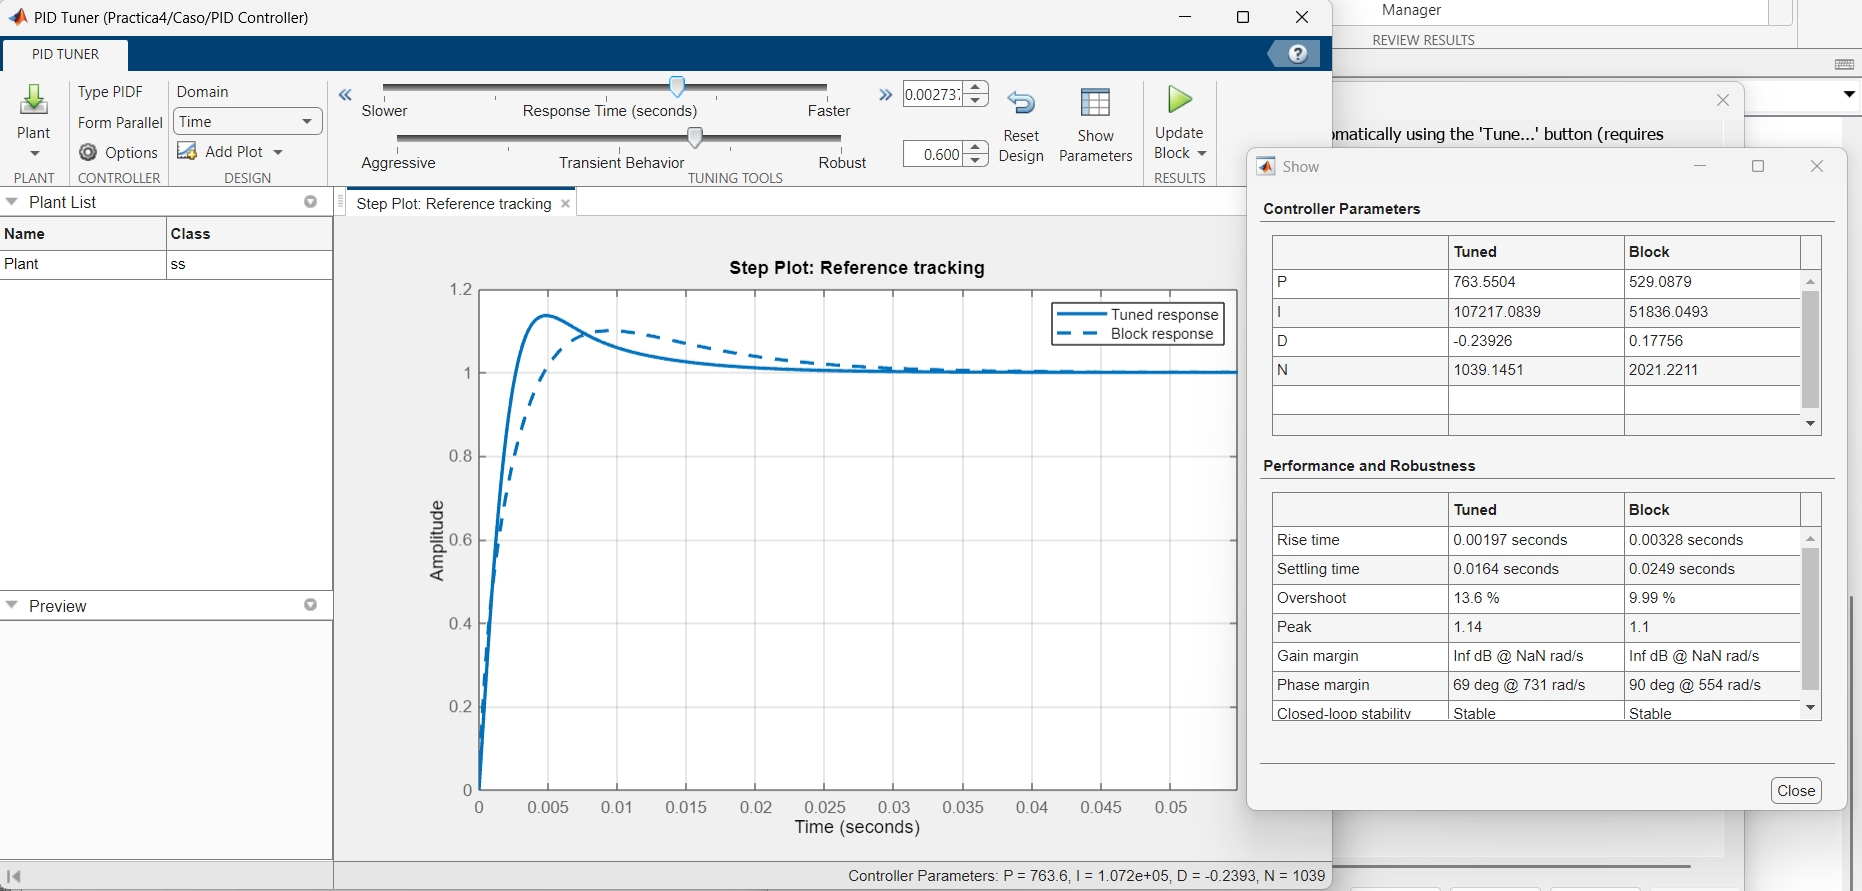 PID Tuner (Practica4/Caso/PID Controller)
Manager
REVIEW RESULTS
PID TUNER
?
Plant
PLANT
Type PIDF
Form Parallel
Options
CONTROLLER
Domain
Time
Add Plot
DESIGN
Slower
Response Time (seconds)
Faster
Aggressive
Transient Behavior
Robust
0.002737
0.600
TUNING TOOLS
Reset
Design
Show
Parameters
Update
Block
RESULTS
omatically using the 'Tune...' button (requires
Plant List
Name Class
Plant ss
Preview
Step Plot: Reference tracking
Step Plot: Reference tracking
Tuned response
Block response
Amplitude
1.2
1
0.8
0.6
0.4
0.2
0
0 0.005 0.01 0.015 0.02 0.025 0.03 0.035 0.04 0.045 0.05
Time (seconds)
Controller Parameters: P = 763.6, I = 1.072e+05, D = -0.2393, N = 1039
Show
Controller Parameters
Tuned Block
P 763.5504 529.0879
I 107217.0839 51836.0493
D -0.23926 0.17756
N 1039.1451 2021.2211
Performance and Robustness
Tuned Block
Rise time 0.00197 seconds 0.00328 seconds
Settling time 0.0164 seconds 0.0249 seconds
Overshoot 13.6 % 9.99 %
Peak 1.14 1.1
Gain margin Inf dB @ NaN rad/s Inf dB @ NaN rad/s
Phase margin 69 deg @ 731 rad/s 90 deg @ 554 rad/s
Closed-loop stability Stable Stable
Close